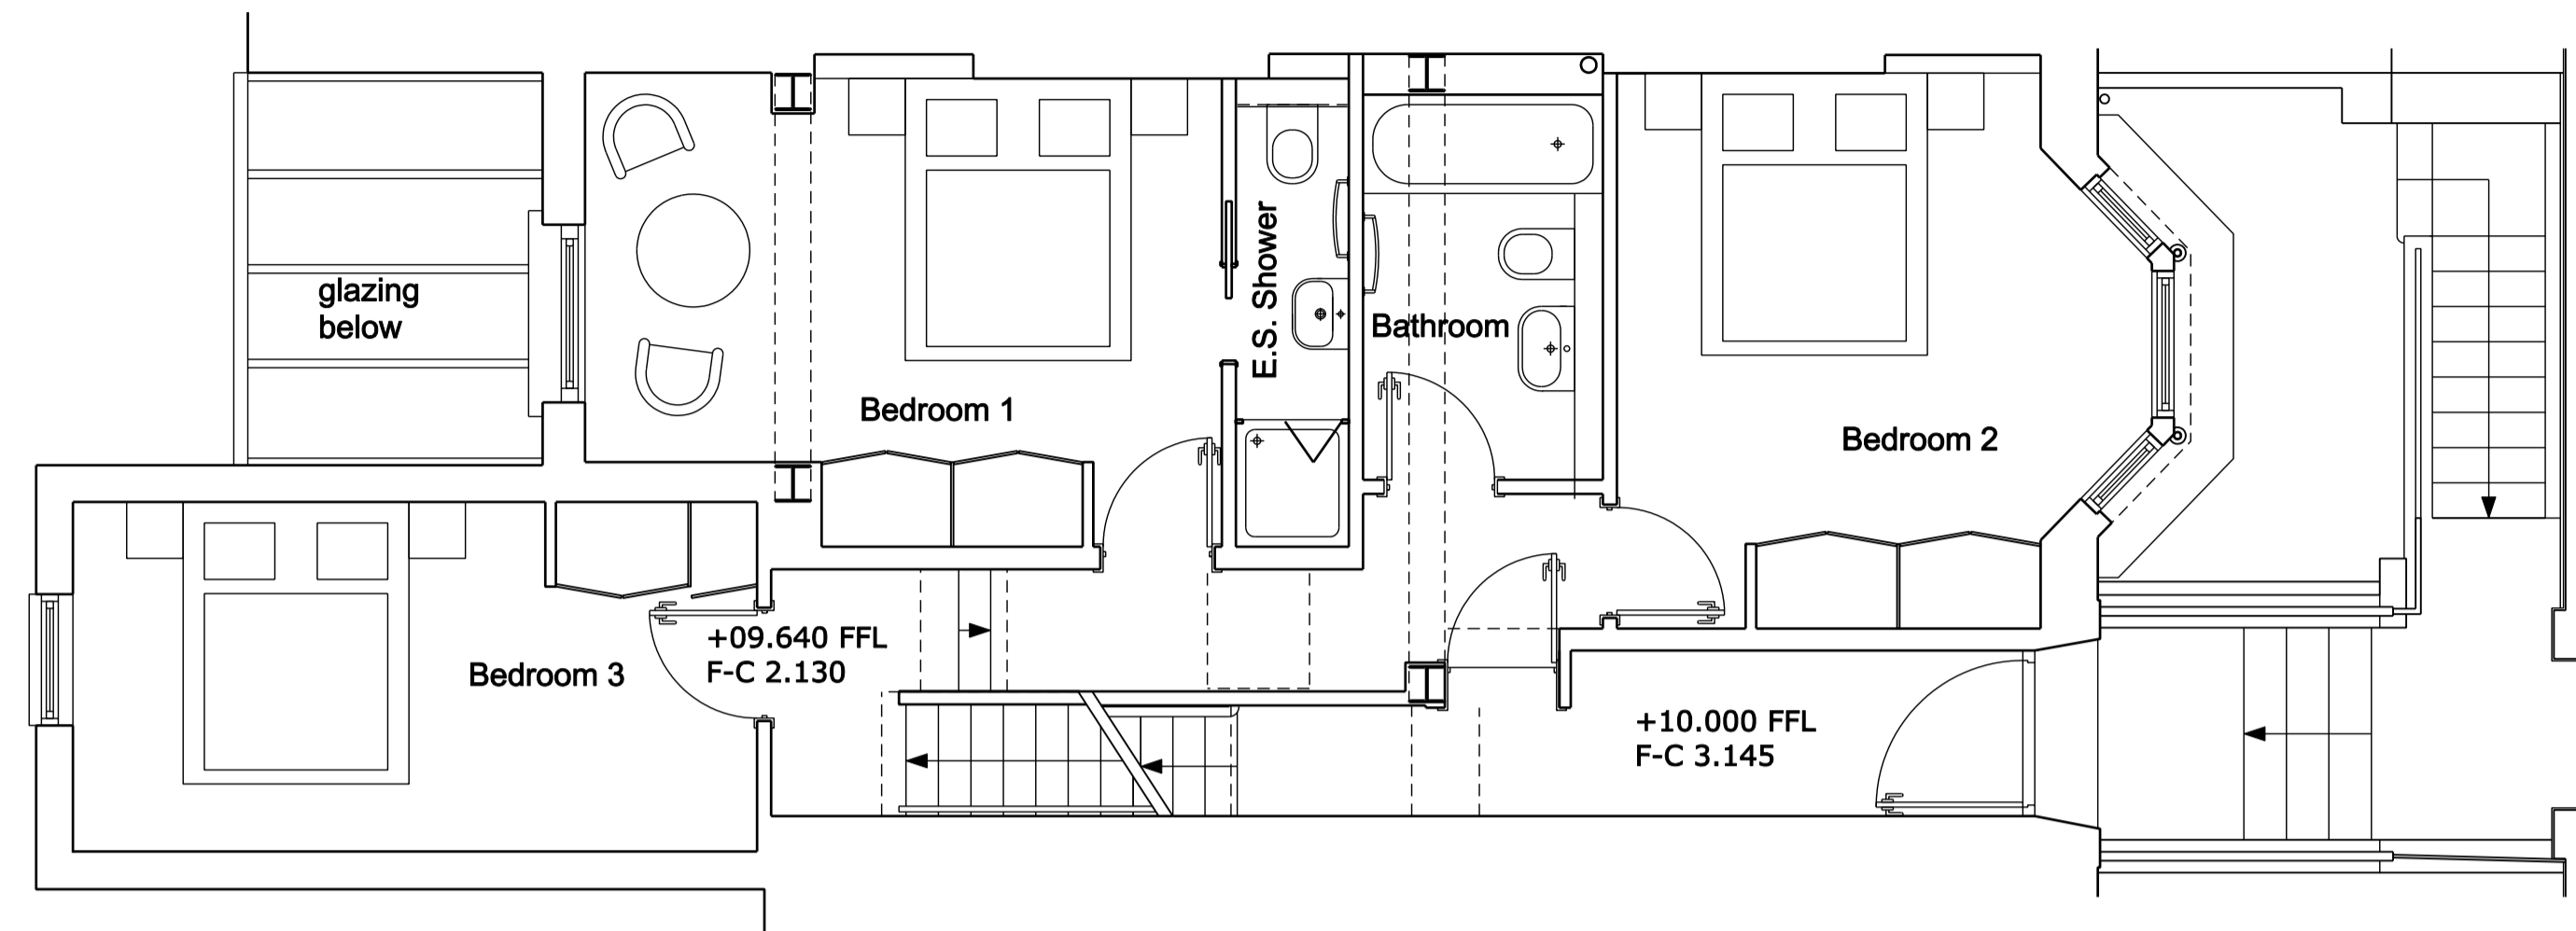 glazing
below
E.S. Shower
Bathroom
Bedroom 1
Bedroom 2
+09.640 FFL
F-C 2.130
Bedroom 3
+10.000 FFL
F-C 3.145